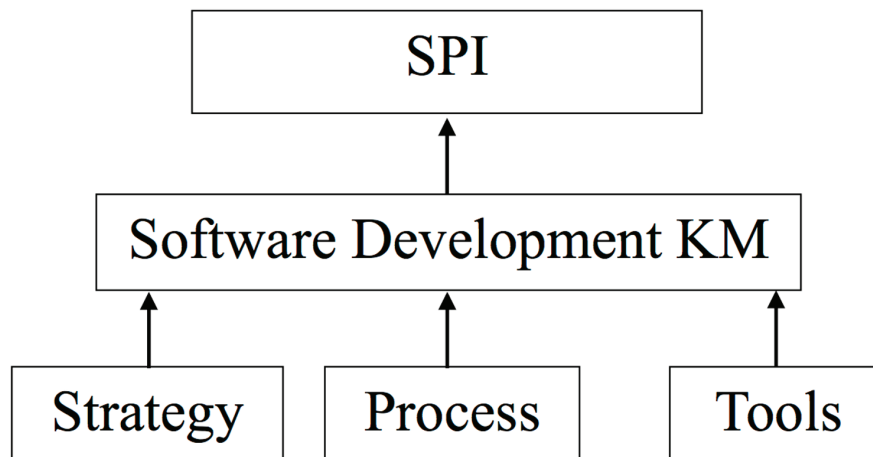 SPI
Software Development KM
Strategy
Process
Tools